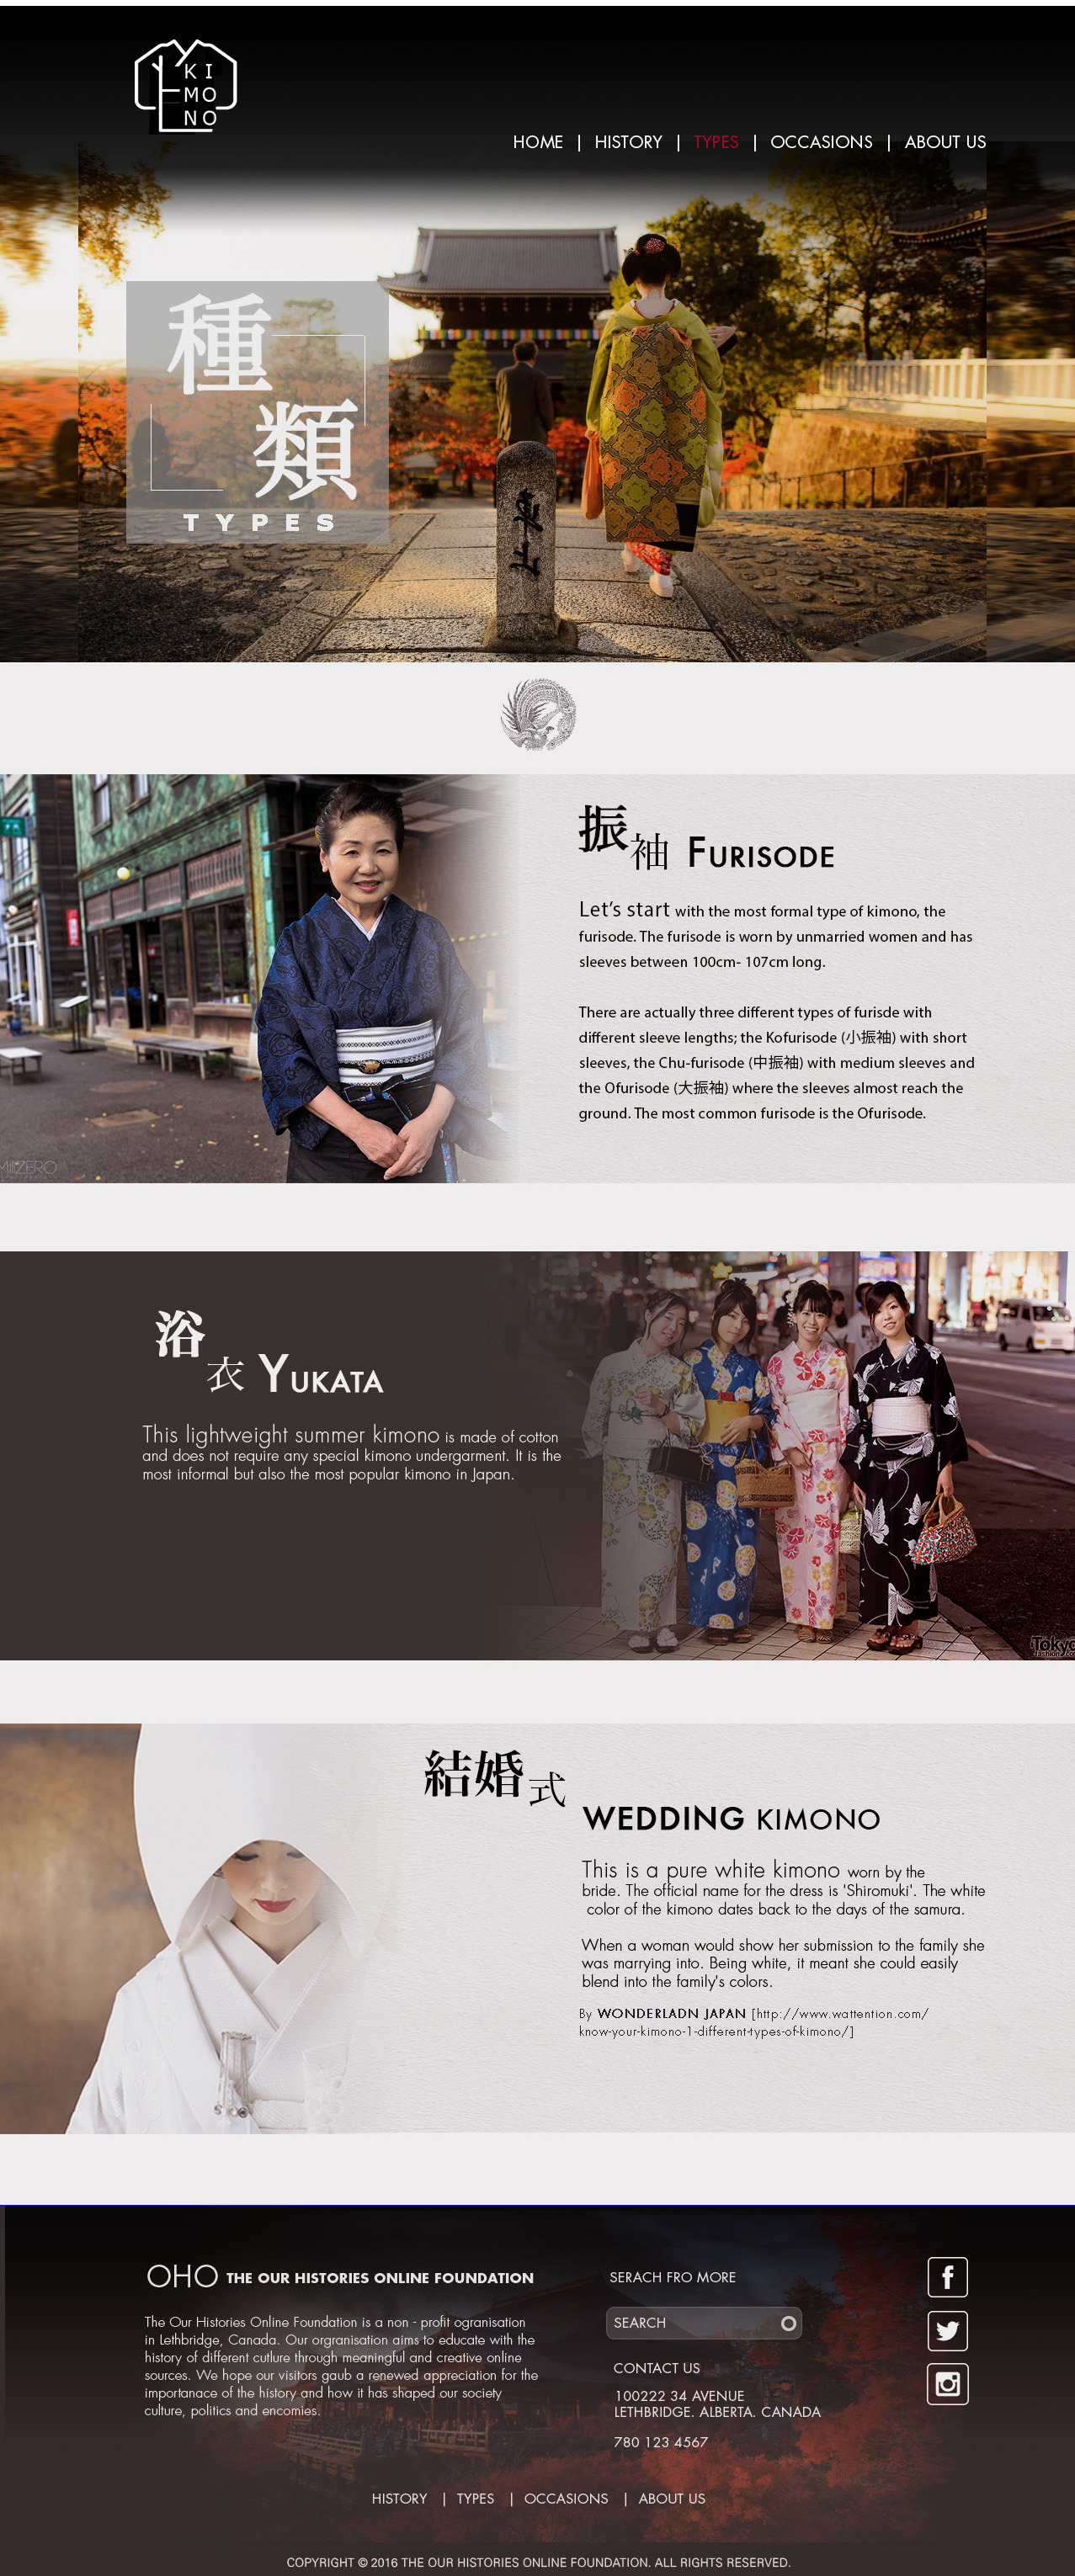 KI
MO
NO
HOME | HISTORY | TYPES | OCCASIONS | ABOUT US
種
類
TYPES
振袖 FURISODE
Let's start with the most formal type of kimono, the
furisode. The furisode is worn by unmarried women and has
sleeves between 100cm- 107cm long.
There are actually three different types of furisde with
different sleeve lengths; the Kofurisode (小振袖) with short
sleeves, the Chu-furisode (中振袖) with medium sleeves and
the Ofurisode (大振袖) where the sleeves almost reach the
ground. The most common furisode is the Ofurisode.
浴衣 YUKATA
This lightweight summer kimono is made of cotton
and does not require any special kimono undergarment. It is the
most informal but also the most popular kimono in Japan.
Tokyo
結婚式
WEDDING KIMONO
This is a pure white kimono worn by the
bride. The official name for the dress is 'Shiromuki'. The white
color of the kimono dates back to the days of the samura.
When a woman would show her submission to the family she
was marrying into. Being white, it meant she could easily
blend into the family's colors.
By WONDERLADN JAPAN [http://www.wattention.com/
know-your-kimono-1-different-types-of-kimono/]
OHO THE OUR HISTORIES ONLINE FOUNDATION
The Our Histories Online Foundation is a non - profit ogranisation
in Lethbridge, Canada. Our orgranisation aims to educate with the
history of different cutlure through meaningful and creative online
sources. We hope our visitors gaub a renewed appreciation for the
importanace of the history and how it has shaped our society
culture, politics and encomies.
SERACH FRO MORE
SEARCH
CONTACT US
100222 34 AVENUE
LETHBRIDGE. ALBERTA. CANADA
780 123 4567
HISTORY | TYPES | OCCASIONS | ABOUT US
COPYRIGHT © 2016 THE OUR HISTORIES ONLINE FOUNDATION. ALL RIGHTS RESERVED.